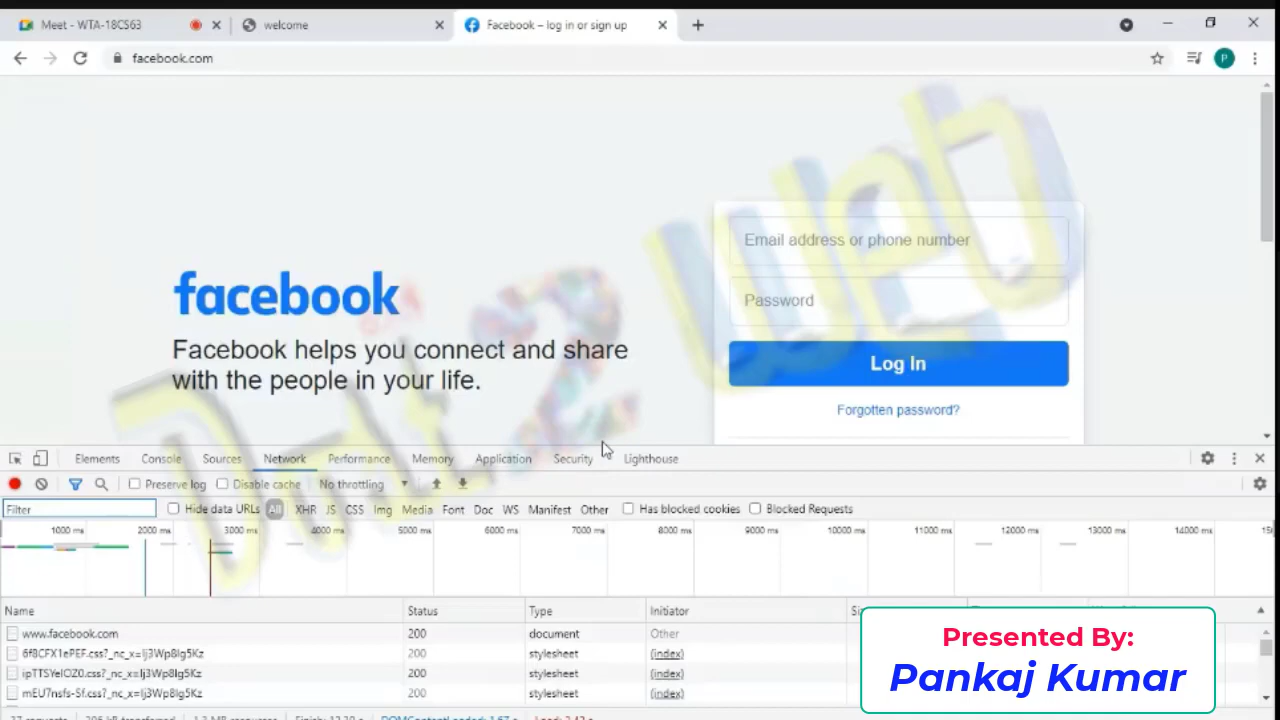 Meet - WTA-18CS63
welcome
Facebook – log in or sign up
facebook.com
P
Dot 2 Web
Email address or phone number
Password
facebook
Facebook helps you connect and share
with the people in your life.
Log In
Forgotten password?
Elements Console Sources Network Performance Memory Application Security Lighthouse
Preserve log Disable cache No throttling
Filter Hide data URLs All XHR JS CSS Img Media Font Doc WS Manifest Other Has blocked cookies Blocked Requests
1000 ms 2000 ms 3000 ms 4000 ms 5000 ms 6000 ms 7000 ms 8000 ms 9000 ms 10000 ms 11000 ms 12000 ms 13000 ms 14000 ms
Name Status Type Initiator
www.facebook.com 200 document Other
200 stylesheet (index)
200 stylesheet (index)
200 stylesheet (index)
Presented By:
Pankaj Kumar